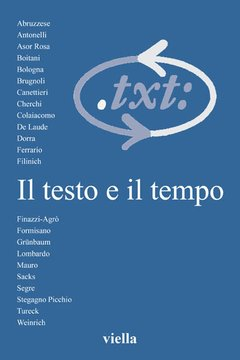 Abruzzese
Antonelli
Asor Rosa
Boitani
Bologna
Brugnoli
Canettieri
Cherchi
Colaiacomo
De Laude
Dorra
Ferrario
Filinich
.txt:
Il testo e il tempo
Finazzi-Agrò
Formisano
Grünbaum
Lombardo
Mauro
Sacks
Segre
Stegagno Picchio
Tureck
Weinrich
viella